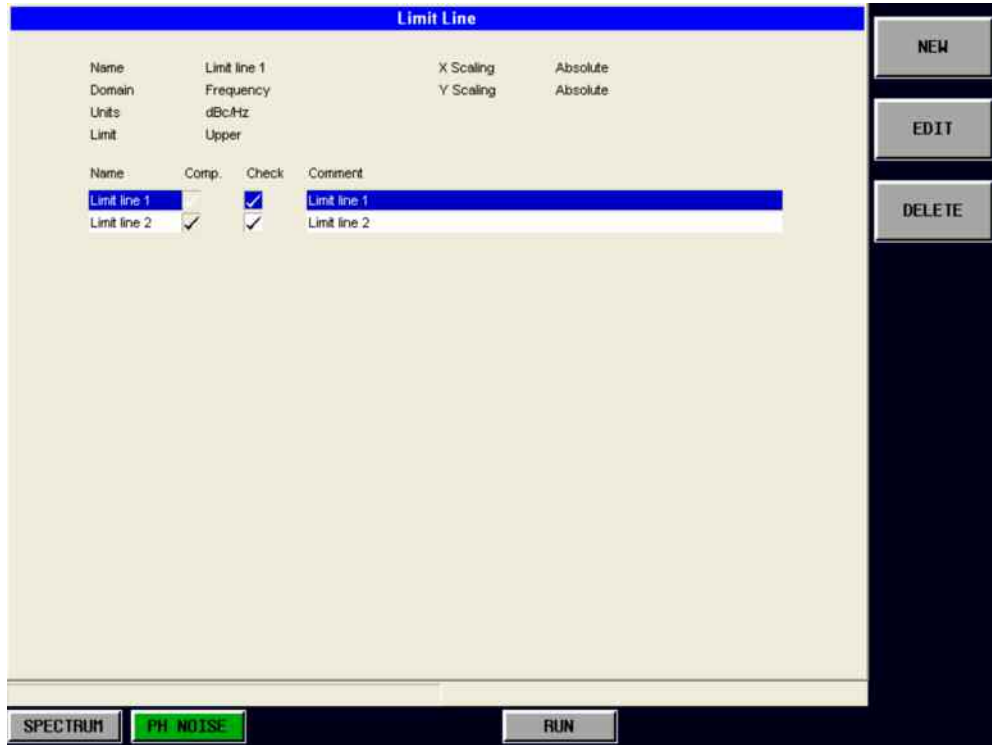 Limit Line
Name Limit line 1 X Scaling Absolute
Domain Frequency Y Scaling Absolute
Units dBc/Hz
Limit Upper
Name Comp. Check Comment
Limit line 1 Limit line 1
Limit line 2 Limit line 2
NEW
EDIT
DELETE
SPECTRUM PH NOISE RUN